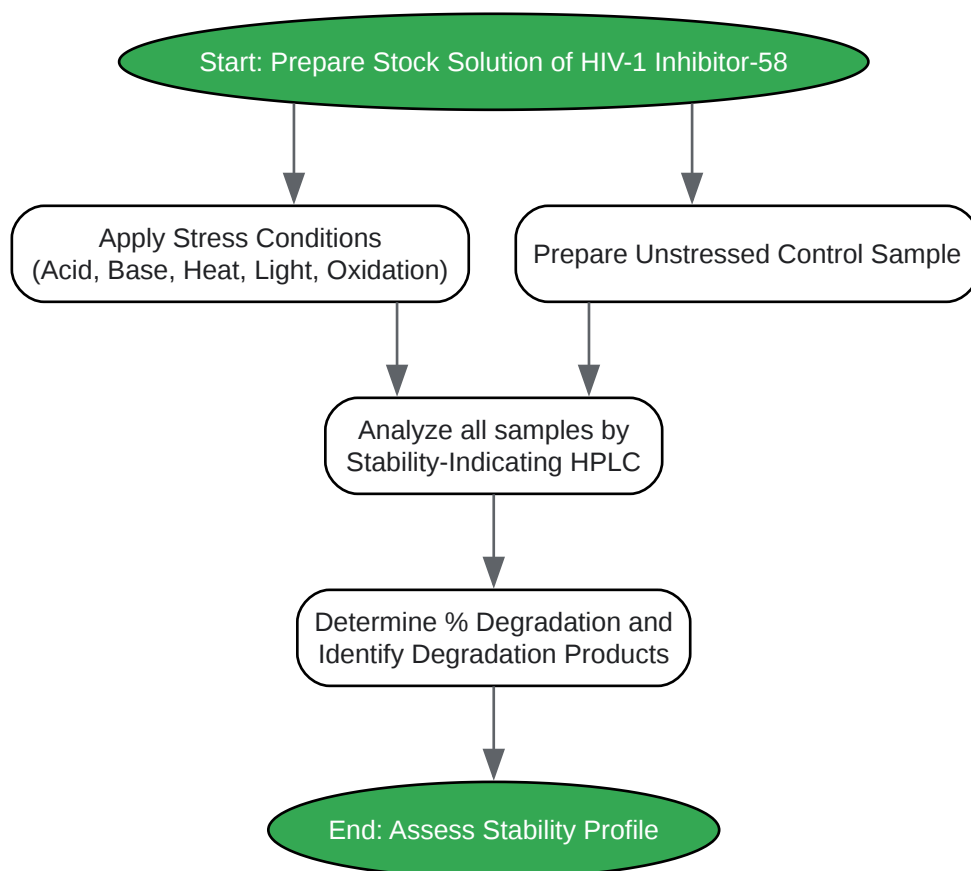 Start: Prepare Stock Solution of HIV-1 Inhibitor-58
Apply Stress Conditions
(Acid, Base, Heat, Light, Oxidation)
Prepare Unstressed Control Sample
Analyze all samples by
Stability-Indicating HPLC
Determine % Degradation and
Identify Degradation Products
End: Assess Stability Profile